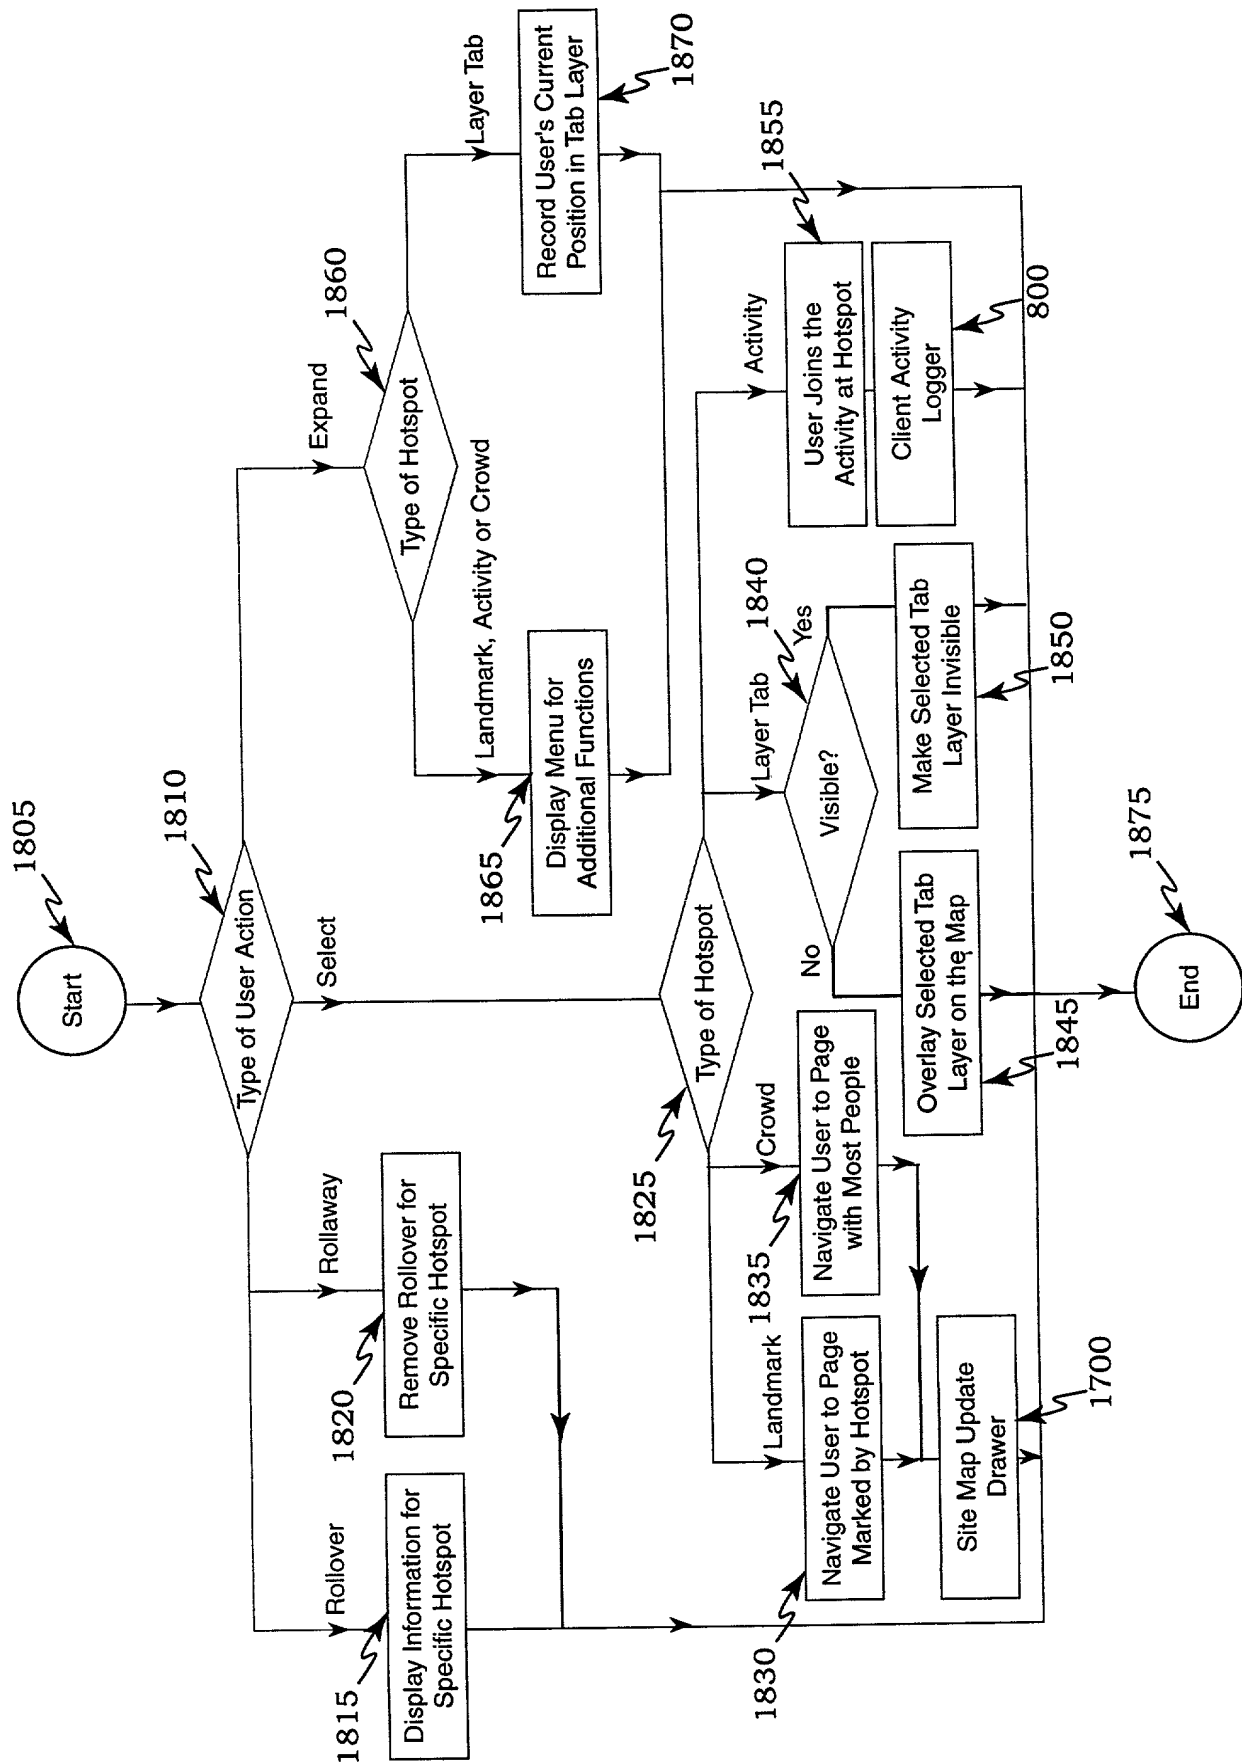 1805
Start
1810
Type of User Action
Rollover
Rollaway
Select
Expand
1860
Type of Hotspot
Landmark, Activity or Crowd
Layer Tab
1815
Display Information for
Specific Hotspot
1820
Remove Rollover for
Specific Hotspot
1865
Display Menu for
Additional Functions
Record User's Current
Position in Tab Layer
1870
1825
Type of Hotspot
Landmark
Crowd
Layer Tab
Activity
1830
Navigate User to Page
Marked by Hotspot
1835
Navigate User to Page
with Most People
1840
Visible?
No
Yes
1855
User Joins the
Activity at Hotspot
Client Activity
Logger
800
Overlay Selected Tab
Layer on the Map
1845
Make Selected Tab
Layer Invisible
1850
Site Map Update
Drawer
1700
1875
End